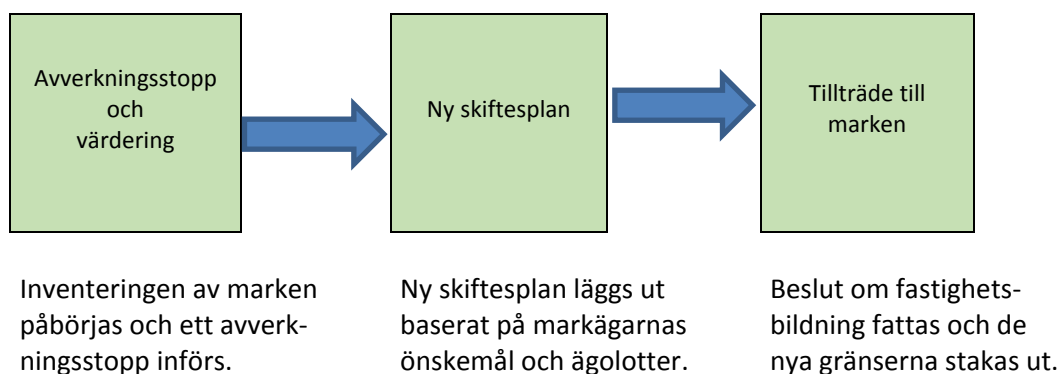 Avverkningsstopp
och
värdering
Ny skiftesplan
Tillträde till
marken
Inventeringen av marken
påbörjas och ett avverk-
ningsstopp införs.
Ny skiftesplan läggs ut
baserat på markägarnas
önskemål och ägolotter.
Beslut om fastighets-
bildning fattas och de
nya gränserna stakas ut.